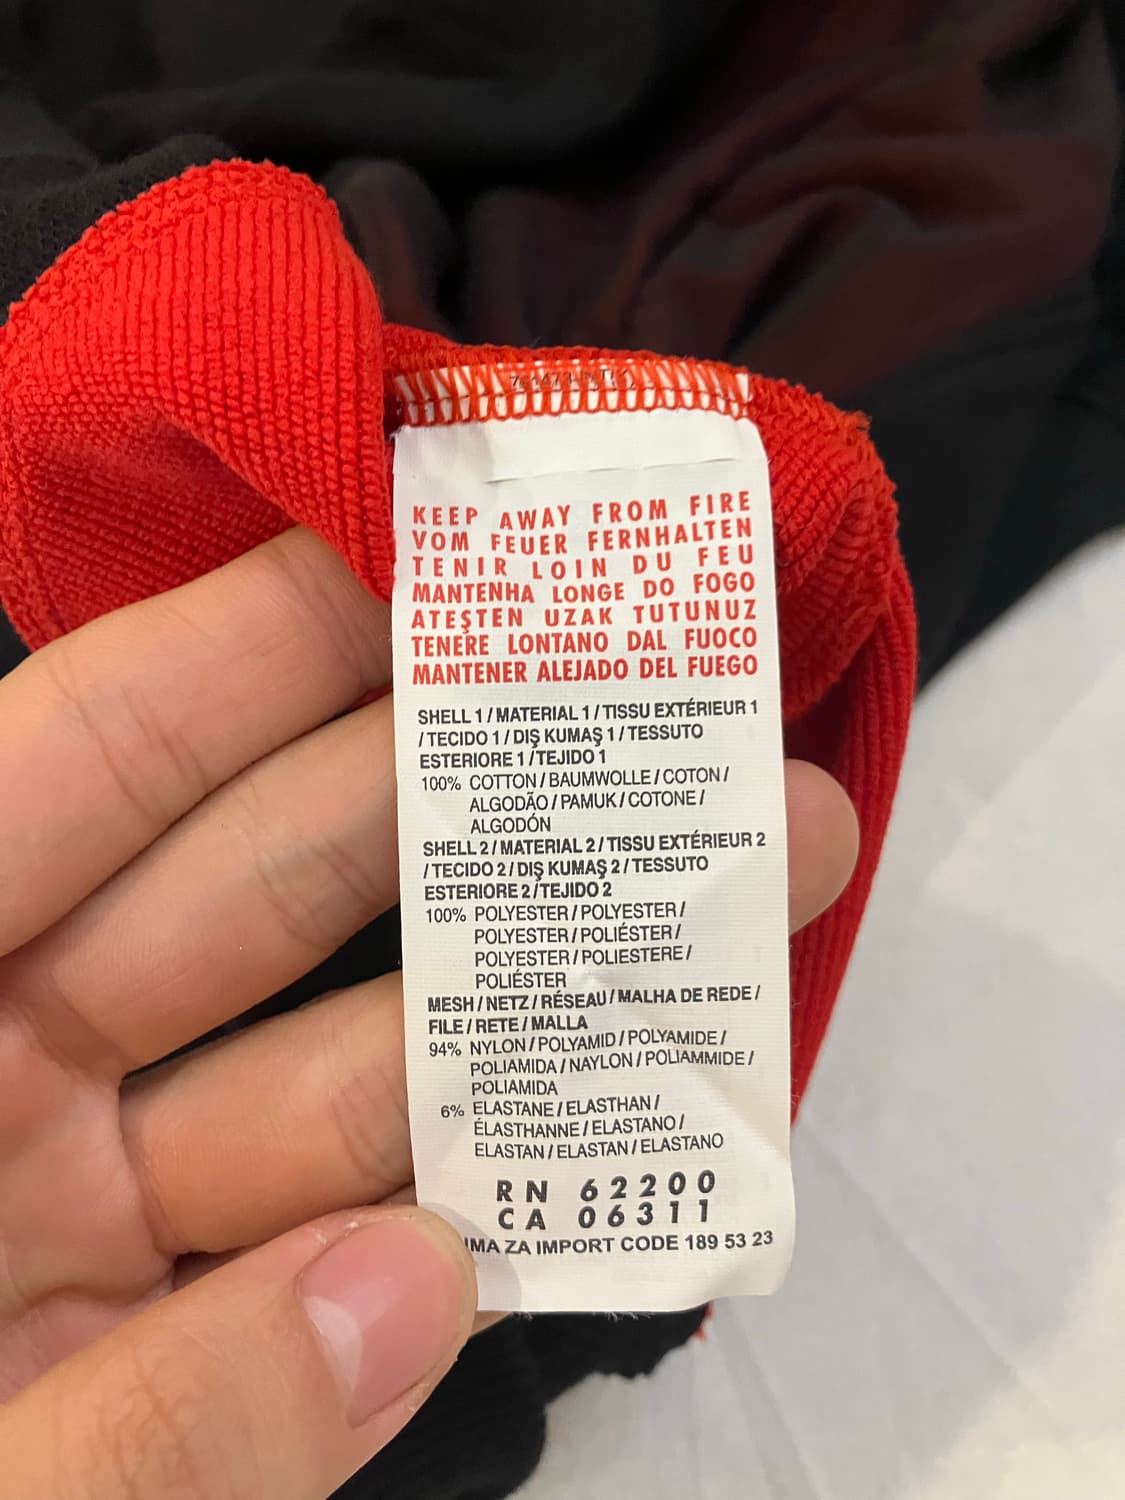 KEEP AWAY FROM FIRE
VOM FEUER FERNHALTEN
TENIR LOIN DU FEU
MANTENHA LONGE DO FOGO
ATEŞTEN UZAK TUTUNUZ
TENERE LONTANO DAL FUOCO
MANTENER ALEJADO DEL FUEGO
SHELL 1 / MATERIAL 1 / TISSU EXTÉRIEUR 1
/ TECIDO 1 / DIŞ KUMAŞ 1 / TESSUTO
ESTERIORE 1 / TEJIDO 1
100% COTTON / BAUMWOLLE / COTON /
ALGODÃO / PAMUK / COTONE /
ALGODÓN
SHELL 2 / MATERIAL 2 / TISSU EXTÉRIEUR 2
/ TECIDO 2 / DIŞ KUMAŞ 2 / TESSUTO
ESTERIORE 2 / TEJIDO 2
100% POLYESTER / POLYESTER /
POLYESTER / POLIÉSTER /
POLYESTER / POLIESTERE /
POLIÉSTER
MESH / NETZ / RÉSEAU / MALHA DE REDE /
FILE / RETE / MALLA
94% NYLON / POLYAMID / POLYAMIDE /
POLIAMIDA / NAYLON / POLIAMMIDE /
POLIAMIDA
6% ELASTANE / ELASTHAN /
ÉLASTHANNE / ELASTANO /
ELASTAN / ELASTAN / ELASTANO
RN 62200
CA 06311
ZA IMPORT CODE 189 53 23